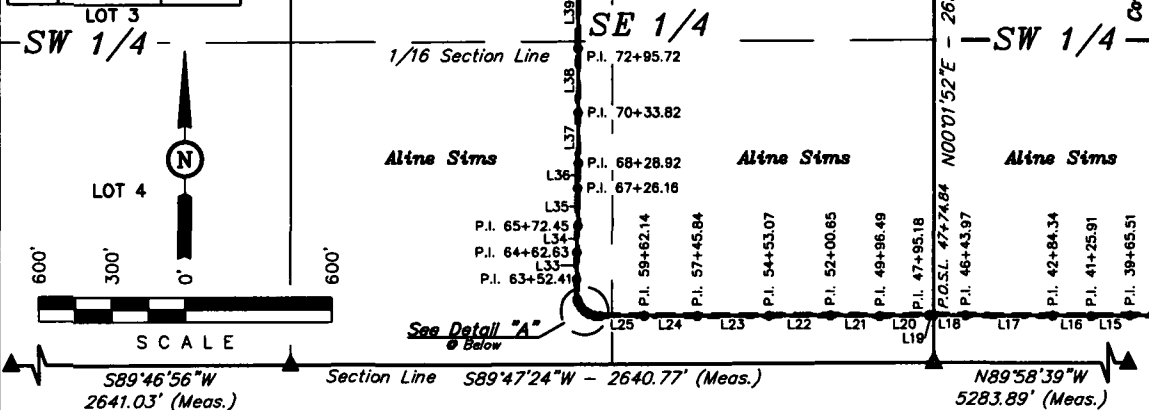 LOT 3
SW 1/4
SE 1/4
SW 1/4
1/16 Section Line
L39
P.I. 72+95.72
L38
P.I. 70+33.82
L37
P.I. 68+28.92
L36
P.I. 67+26.16
L35
P.I. 65+72.45
L34
P.I. 64+62.63
L33
P.I. 63+52.41
N00°01'52"E - 26
Co
N
LOT 4
Aline Sims
Aline Sims
Aline Sims
P.I. 59+62.14
P.I. 57+45.84
P.I. 54+53.07
P.I. 52+00.65
P.I. 49+96.49
P.I. 47+95.18
P.O.S.L. 47+74.84
P.I. 46+43.97
P.I. 42+84.34
P.I. 41+25.91
P.I. 39+65.51
600'
300'
0'
600'
SCALE
See Detail "A"
@ Below
L25
L24
L23
L22
L21
L20
L19
L18
L17
L16
L15
S89°46'56"W
2641.03' (Meas.)
Section Line S89°47'24"W - 2640.77' (Meas.)
N89°58'39"W
5283.89' (Meas.)